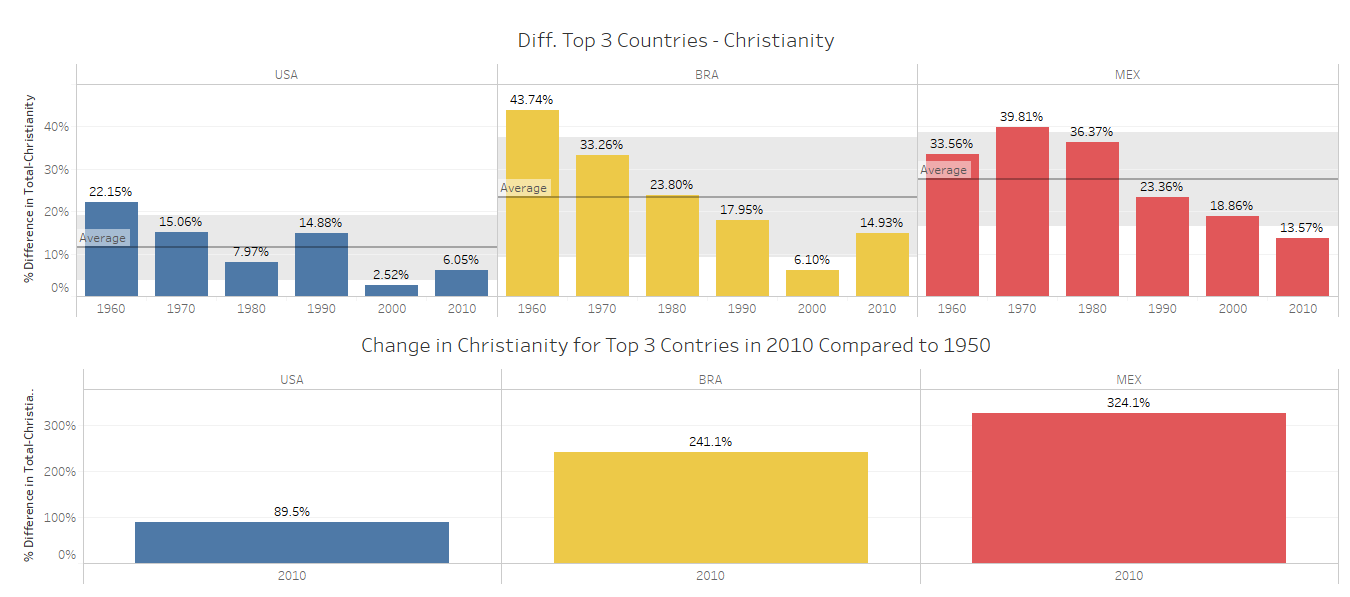 Diff. Top 3 Countries - Christianity
USA BRA MEX
% Difference in Total-Christianity
40%
30%
20%
10%
0%
22.15% 15.06% 7.97% 14.88% 2.52% 6.05%
Average
43.74% 33.26% 23.80% 17.95% 6.10% 14.93%
Average
33.56% 39.81% 36.37% 23.36% 18.86% 13.57%
Average
1960 1970 1980 1990 2000 2010 1960 1970 1980 1990 2000 2010 1960 1970 1980 1990 2000 2010
Change in Christianity for Top 3 Contries in 2010 Compared to 1950
USA BRA MEX
% Difference in Total-Christia..
300%
200%
100%
0%
89.5% 241.1% 324.1%
2010 2010 2010